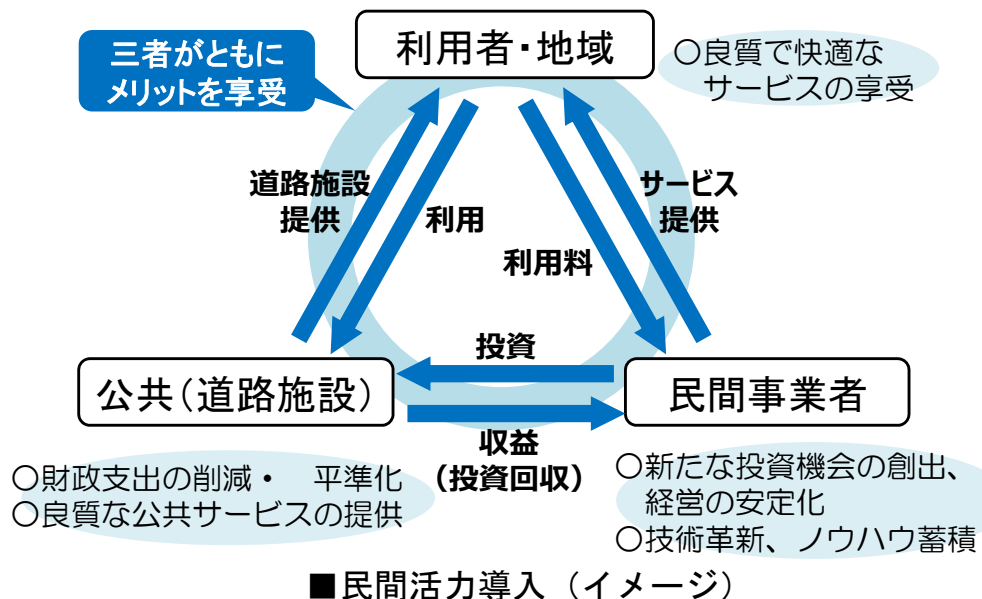 三者がともに
メリットを享受
利用者・地域
○良質で快適な
サービスの享受
道路施設
提供
利用
利用料
サービス
提供
投資
公共(道路施設)
民間事業者
収益
(投資回収)
○財政支出の削減・　平準化
○良質な公共サービスの提供
○新たな投資機会の創出、
経営の安定化
○技術革新、ノウハウ蓄積
■民間活力導入(イメージ)